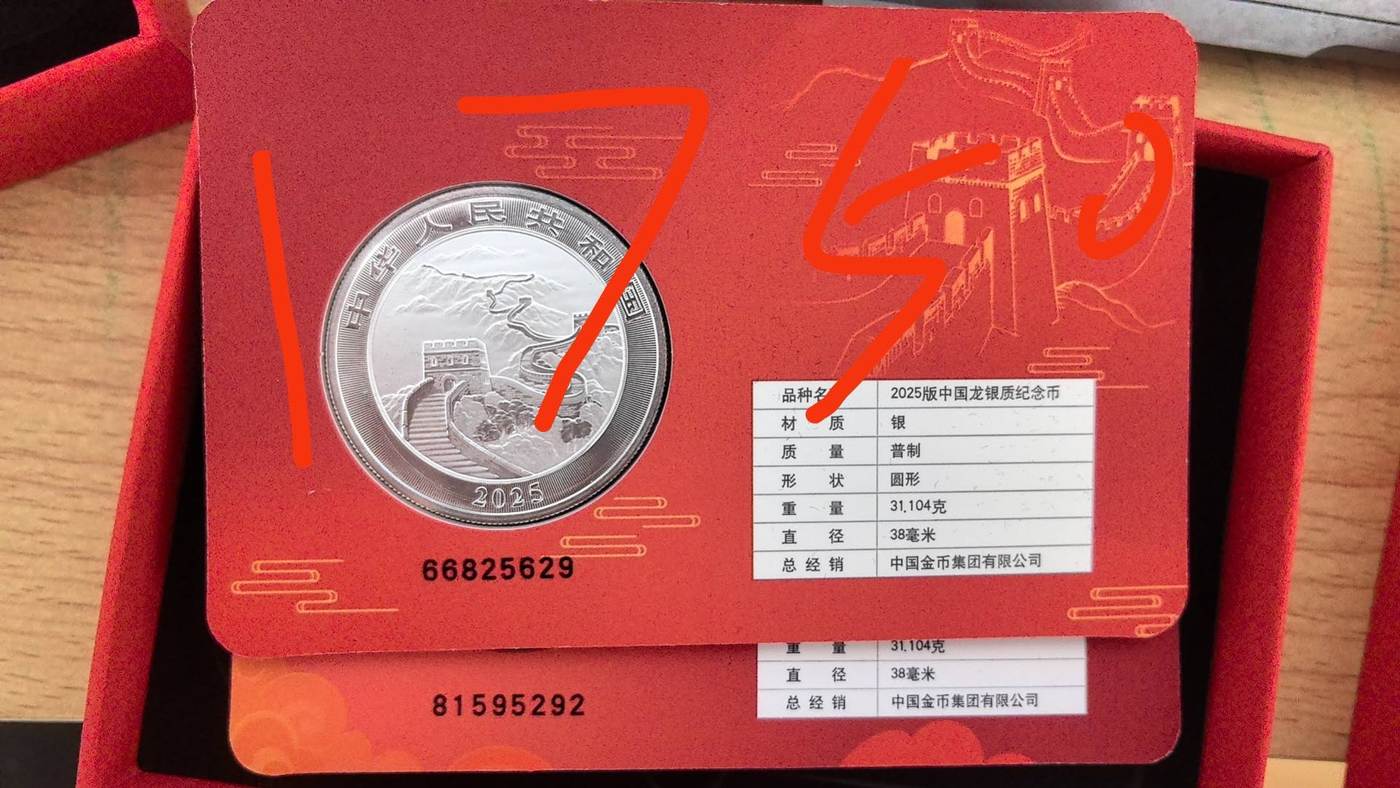 1750
中华人民共和国
2025
66825629
品种名 2025版中国龙银质纪念币
材 质 银
质 量 普制
形 状 圆形
重 量 31.104克
直 径 38毫米
总经销 中国金币集团有限公司
重 量 31.104克
直 径 38毫米
总经销 中国金币集团有限公司
81595292